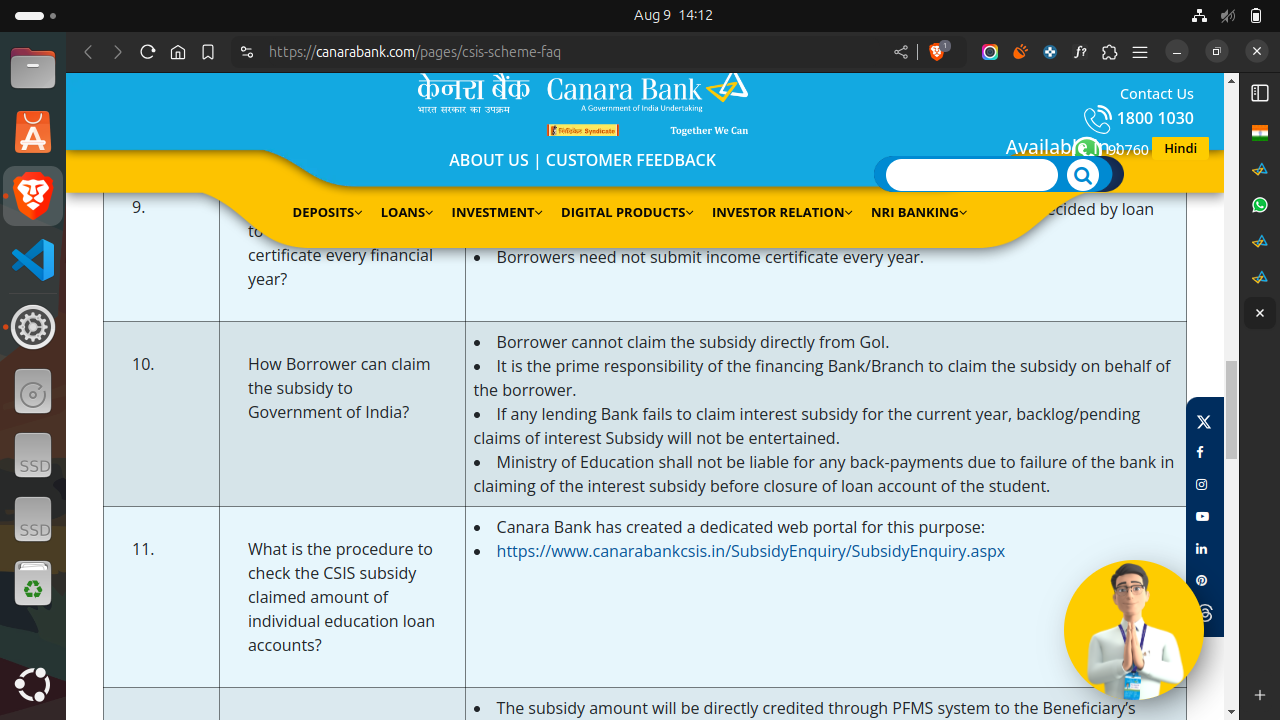 Aug 9 14:12
https://canarabank.com/pages/csis-scheme-faq
1
केनरा बैंक Canara Bank
भारत सरकार का उपक्रम A Government of India Undertaking
सिंडिकेट Syndicate Together We Can
Contact Us
1800 1030
Available In :
90760
Hindi
ABOUT US | CUSTOMER FEEDBACK
DEPOSITS LOANS INVESTMENT DIGITAL PRODUCTS INVESTOR RELATION NRI BANKING
9.
to
certificate every financial
year?
ecided by loan
• Borrowers need not submit income certificate every year.
10.
How Borrower can claim
the subsidy to
Government of India?
• Borrower cannot claim the subsidy directly from GoI.
• It is the prime responsibility of the financing Bank/Branch to claim the subsidy on behalf of
the borrower.
• If any lending Bank fails to claim interest subsidy for the current year, backlog/pending
claims of interest Subsidy will not be entertained.
• Ministry of Education shall not be liable for any back-payments due to failure of the bank in
claiming of the interest subsidy before closure of loan account of the student.
11.
What is the procedure to
check the CSIS subsidy
claimed amount of
individual education loan
accounts?
• Canara Bank has created a dedicated web portal for this purpose:
• https://www.canarabankcsis.in/SubsidyEnquiry/SubsidyEnquiry.aspx
• The subsidy amount will be directly credited through PFMS system to the Beneficiary's
SSD
SSD